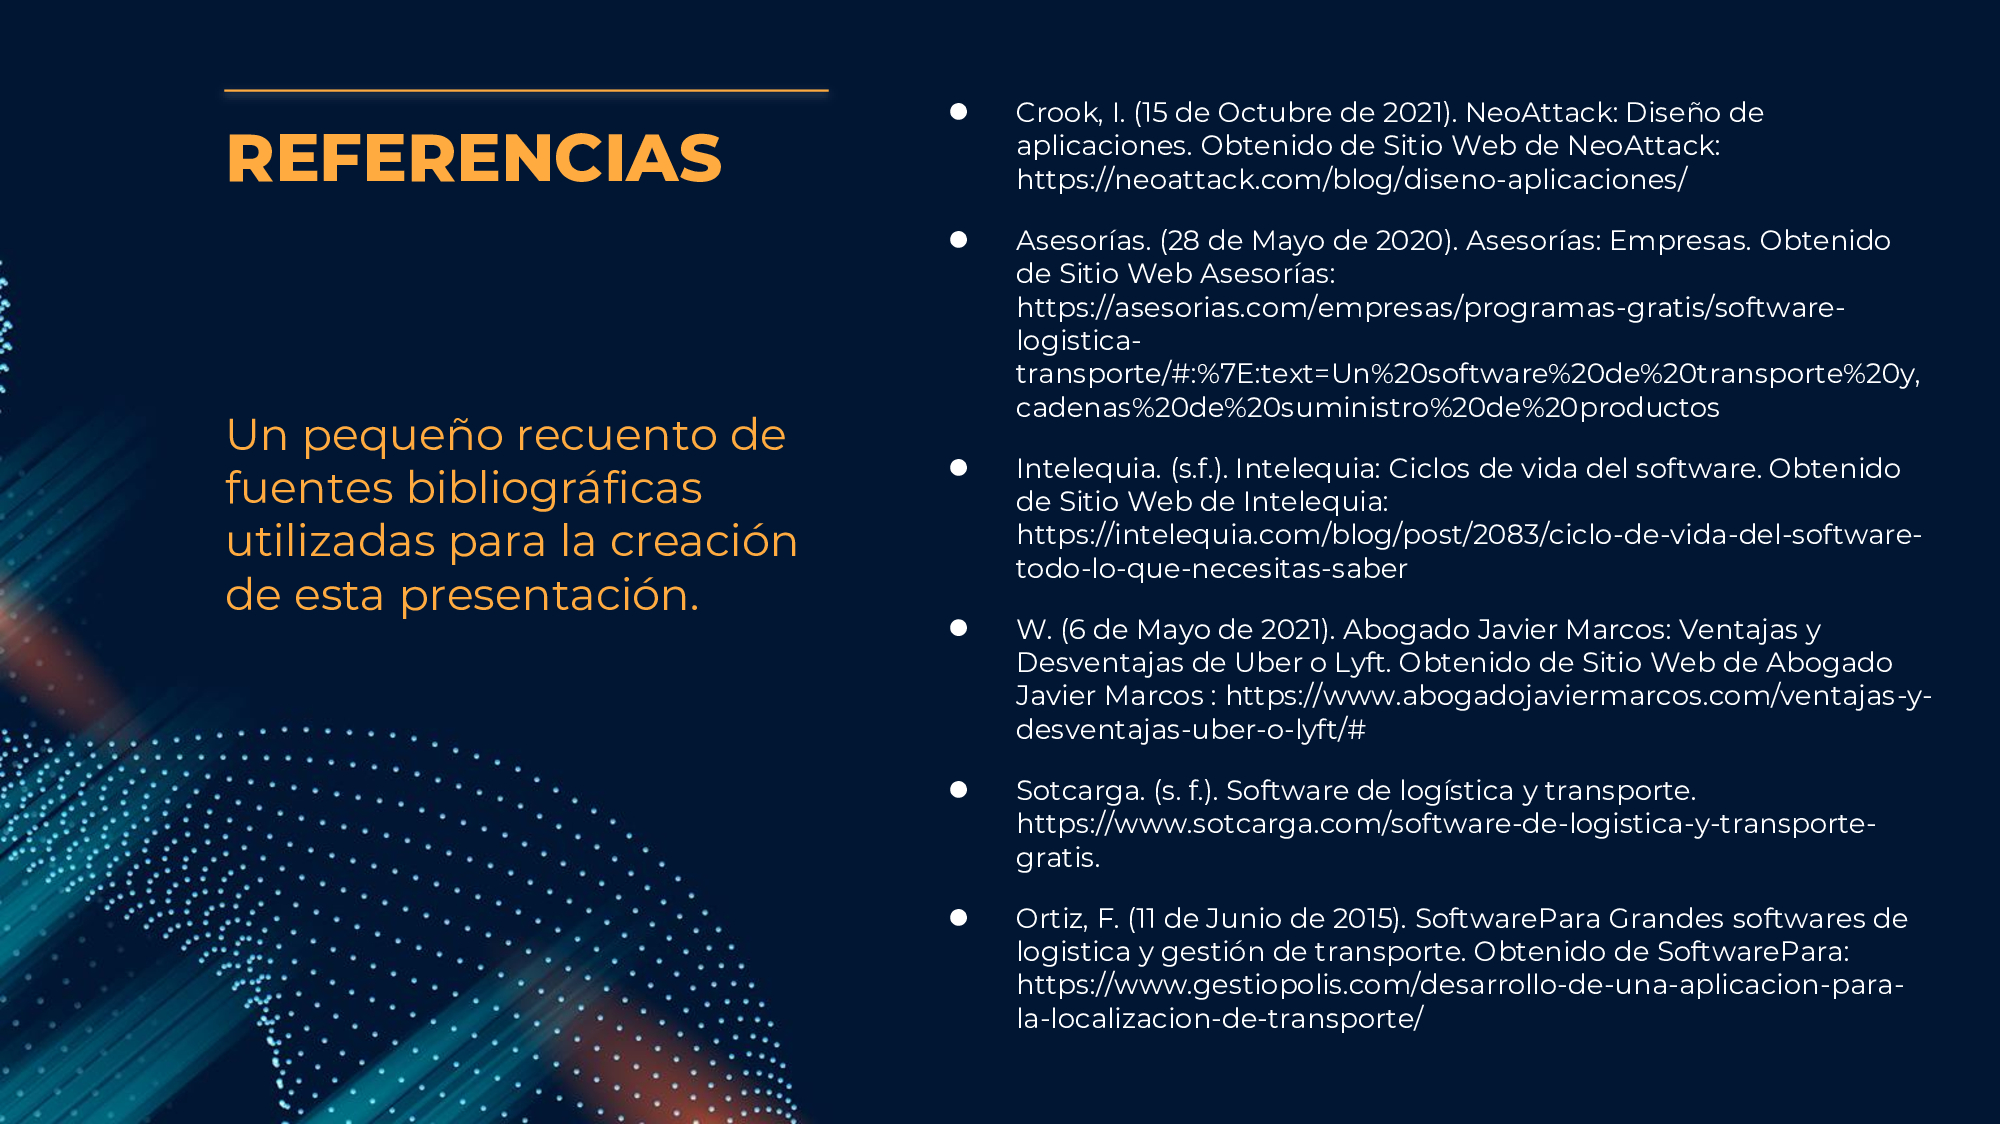 REFERENCIAS
Un pequeño recuento de
fuentes bibliográficas
utilizadas para la creación
de esta presentación.
● Crook, I. (15 de Octubre de 2021). NeoAttack: Diseño de
aplicaciones. Obtenido de Sitio Web de NeoAttack:
https://neoattack.com/blog/diseno-aplicaciones/
● Asesorías. (28 de Mayo de 2020). Asesorías: Empresas. Obtenido
de Sitio Web Asesorías:
https://asesorias.com/empresas/programas-gratis/software-
logistica-
transporte/#:%7E:text=Un%20software%20de%20transporte%20y,
cadenas%20de%20suministro%20de%20productos
● Intelequia. (s.f.). Intelequia: Ciclos de vida del software. Obtenido
de Sitio Web de Intelequia:
https://intelequia.com/blog/post/2083/ciclo-de-vida-del-software-
todo-lo-que-necesitas-saber
● W. (6 de Mayo de 2021). Abogado Javier Marcos: Ventajas y
Desventajas de Uber o Lyft. Obtenido de Sitio Web de Abogado
Javier Marcos : https://www.abogadojaviermarcos.com/ventajas-y-
desventajas-uber-o-lyft/#
● Sotcarga. (s. f.). Software de logística y transporte.
https://www.sotcarga.com/software-de-logistica-y-transporte-
gratis.
● Ortiz, F. (11 de Junio de 2015). SoftwarePara Grandes softwares de
logistica y gestión de transporte. Obtenido de SoftwarePara:
https://www.gestiopolis.com/desarrollo-de-una-aplicacion-para-
la-localizacion-de-transporte/